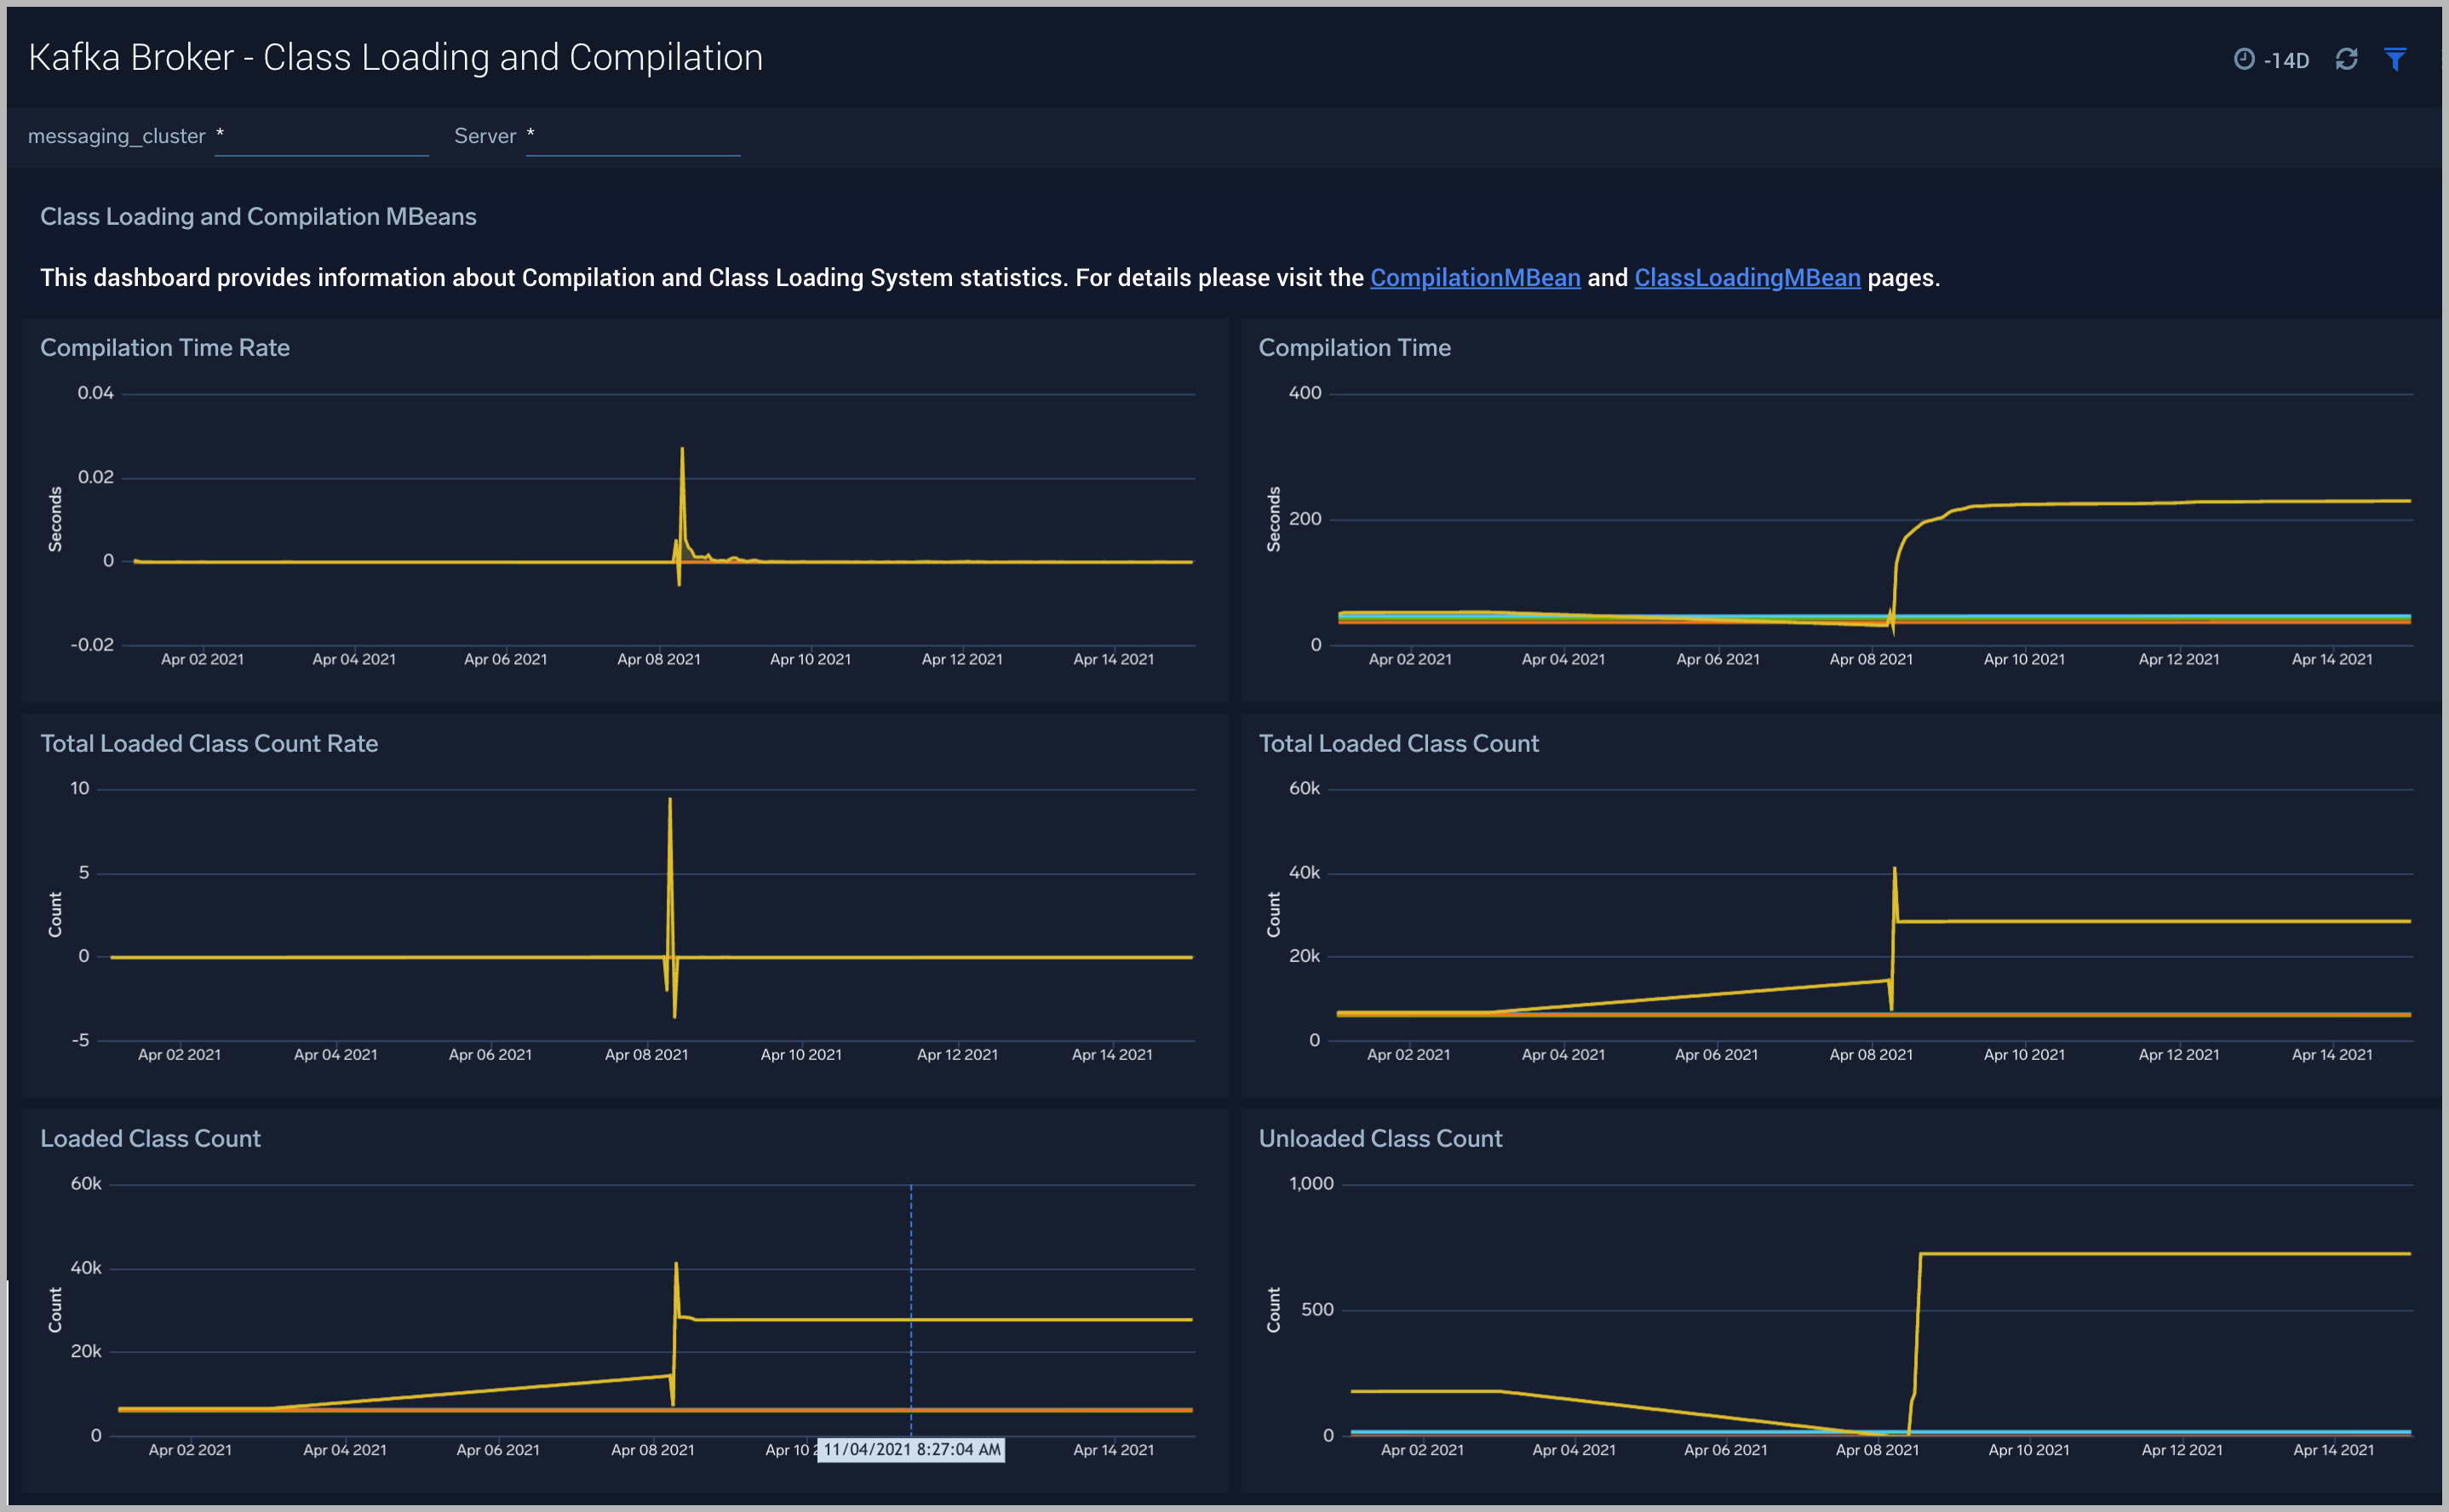 Kafka Broker - Class Loading and Compilation
-14D
messaging_cluster *
Server *
Class Loading and Compilation MBeans
This dashboard provides information about Compilation and Class Loading System statistics. For details please visit the CompilationMBean and ClassLoadingMBean pages.
Compilation Time Rate
0.04
0.02
0
-0.02
Seconds
Apr 02 2021 Apr 04 2021 Apr 06 2021 Apr 08 2021 Apr 10 2021 Apr 12 2021 Apr 14 2021
Compilation Time
400
200
0
Seconds
Apr 02 2021 Apr 04 2021 Apr 06 2021 Apr 08 2021 Apr 10 2021 Apr 12 2021 Apr 14 2021
Total Loaded Class Count Rate
10
5
0
-5
Count
Apr 02 2021 Apr 04 2021 Apr 06 2021 Apr 08 2021 Apr 10 2021 Apr 12 2021 Apr 14 2021
Total Loaded Class Count
60k
40k
20k
0
Count
Apr 02 2021 Apr 04 2021 Apr 06 2021 Apr 08 2021 Apr 10 2021 Apr 12 2021 Apr 14 2021
Loaded Class Count
60k
40k
20k
0
Count
Apr 02 2021 Apr 04 2021 Apr 06 2021 Apr 08 2021 Apr 10 2 11/04/2021 8:27:04 AM Apr 14 2021
Unloaded Class Count
1,000
500
0
Count
Apr 02 2021 Apr 04 2021 Apr 06 2021 Apr 08 2021 Apr 10 2021 Apr 12 2021 Apr 14 2021